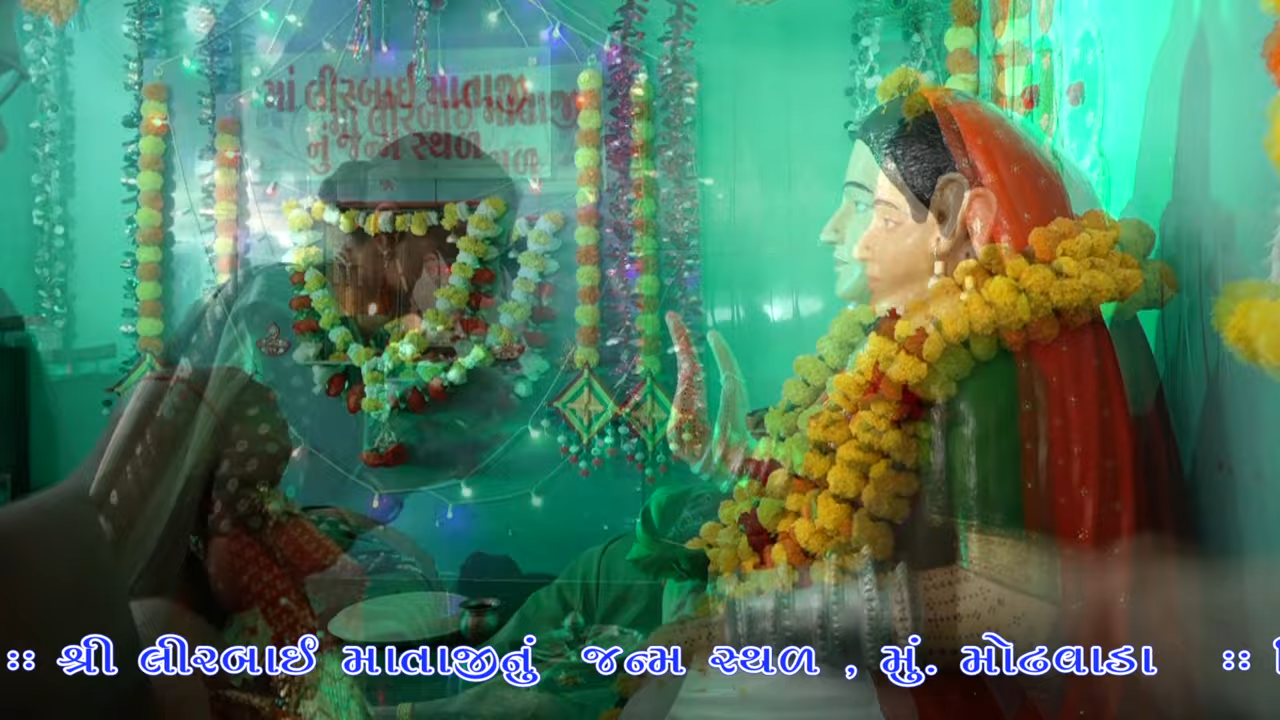 માં લીરબાઈ માતાજી
નું જન્મ સ્થળ
:: શ્રી લીરબાઈ માતાજીનું જન્મ સ્થળ , મું. મોઢવાડા ::